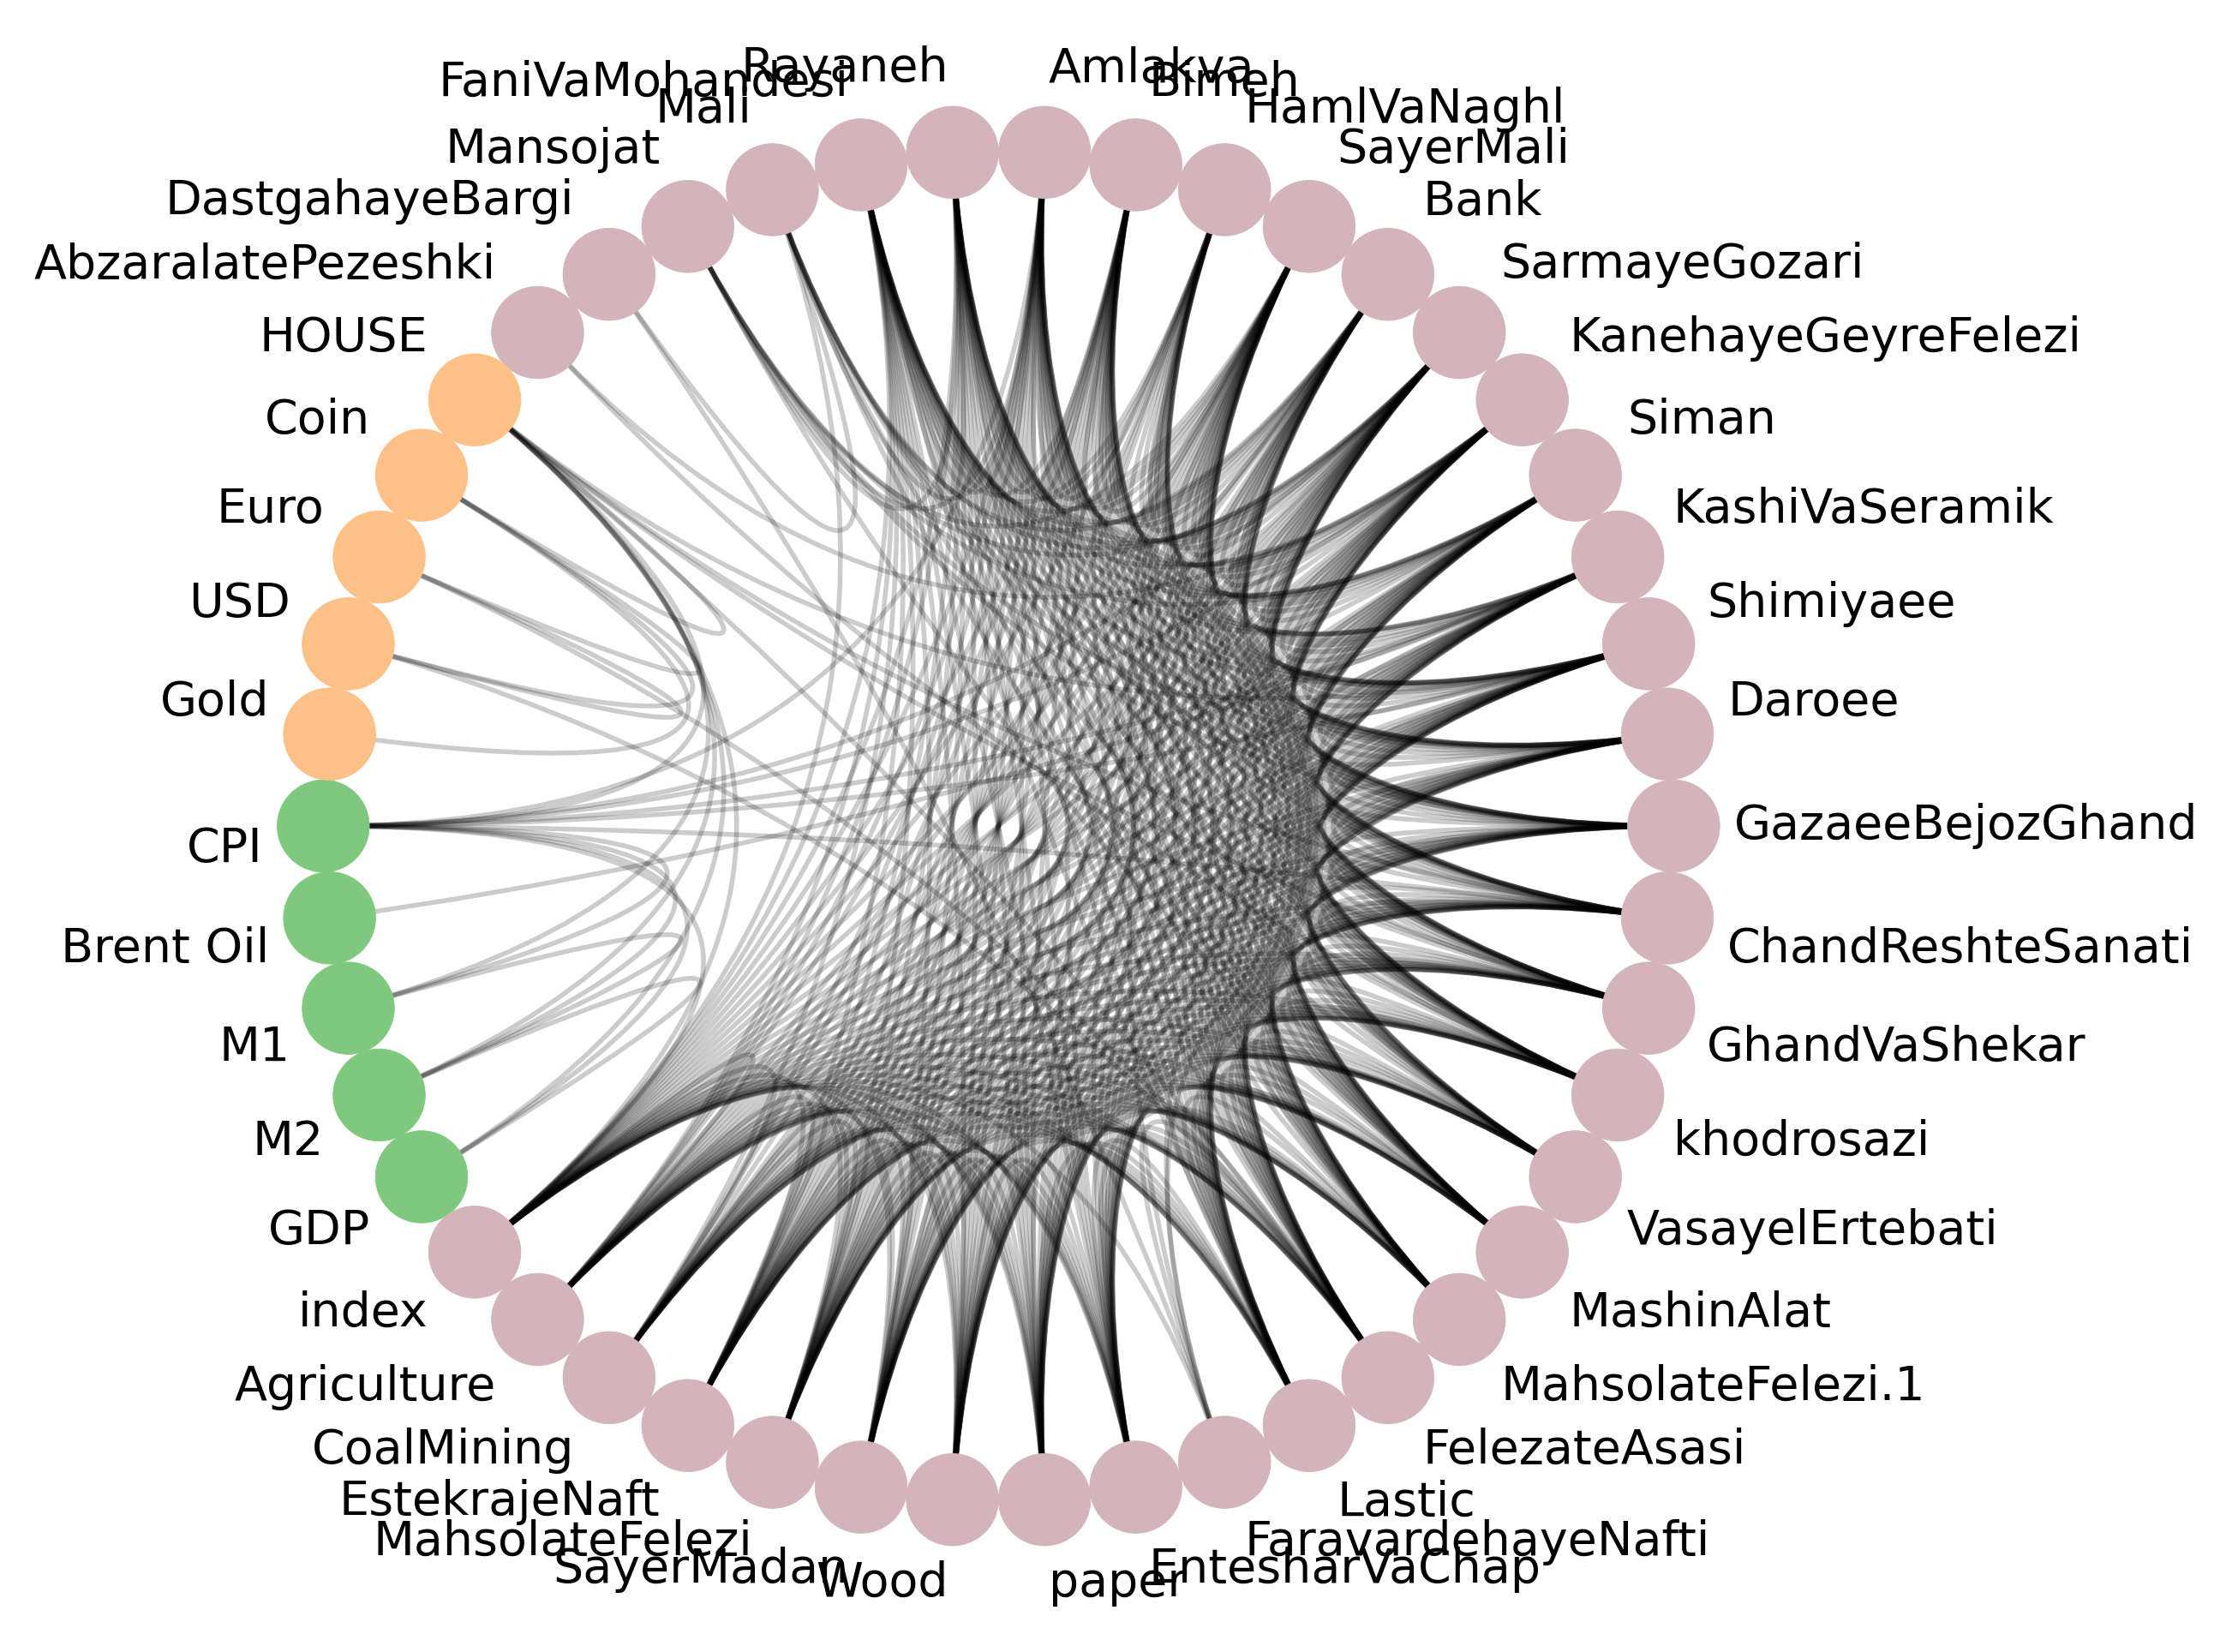 Rayaneh
Amlakva
FaniVaMohandesi
Bimeh
Mali
HamlVaNaghl
Mansojat
SayerMali
DastgahayeBargi
Bank
AbzaralatePezeshki
SarmayeGozari
HOUSE
KanehayeGeyreFelezi
Coin
Siman
Euro
KashiVaSeramik
USD
Shimiyaee
Gold
Daroee
CPI
GazaeeBejozGhand
Brent Oil
ChandReshteSanati
M1
GhandVaShekar
M2
khodrosazi
GDP
VasayelErtebati
index
MashinAlat
Agriculture
MahsolateFelezi.1
CoalMining
FelezateAsasi
EstekrajeNaft
Lastic
MahsolateFelezi
FaravardehayeNafti
SayerMadan
EntesharVaChap
Wood
paper